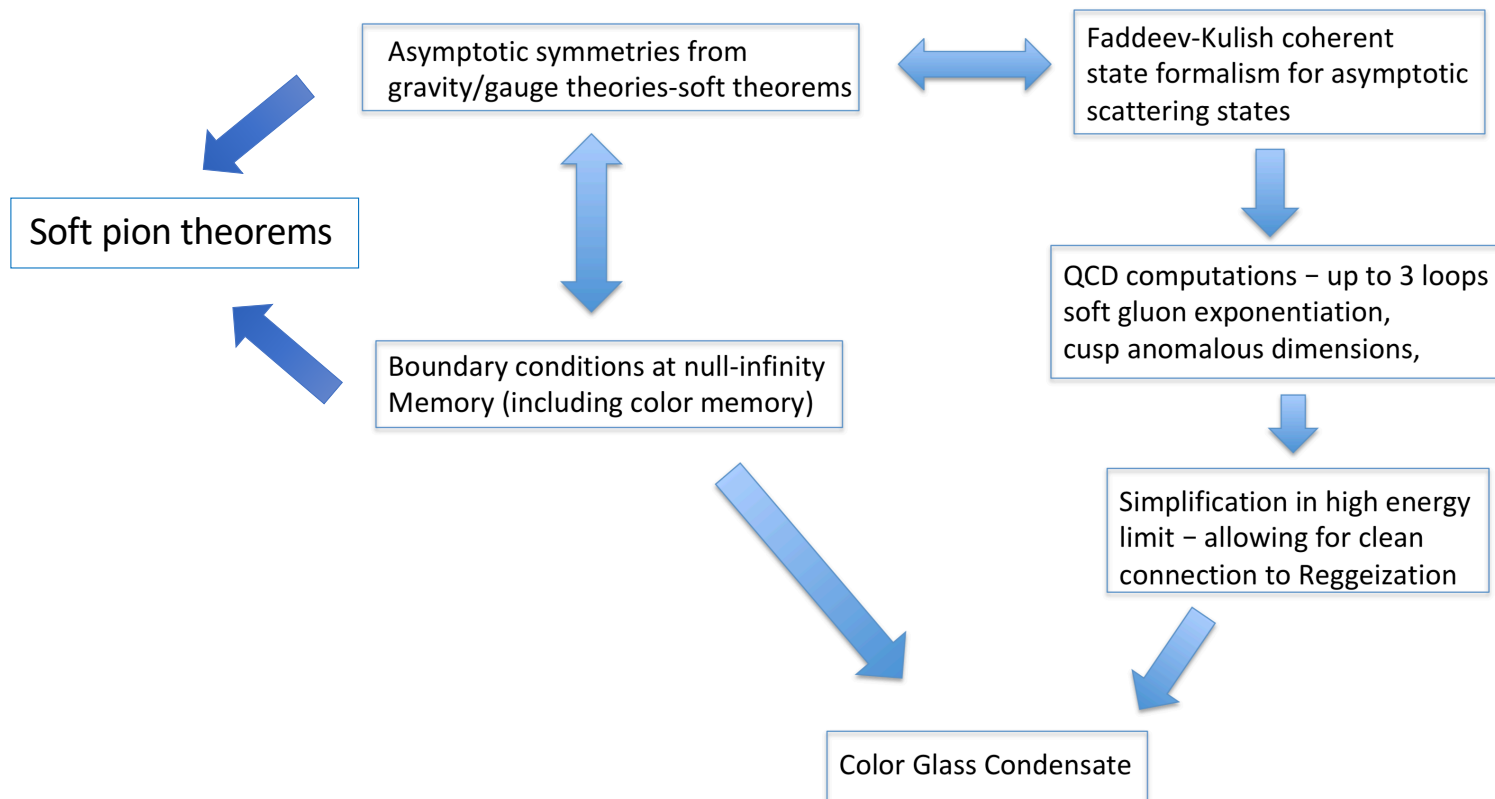 Asymptotic symmetries from
gravity/gauge theories-soft theorems
Faddeev-Kulish coherent
state formalism for asymptotic
scattering states
Soft pion theorems
QCD computations – up to 3 loops
soft gluon exponentiation,
cusp anomalous dimensions,
Boundary conditions at null-infinity
Memory (including color memory)
Simplification in high energy
limit – allowing for clean
connection to Reggeization
Color Glass Condensate